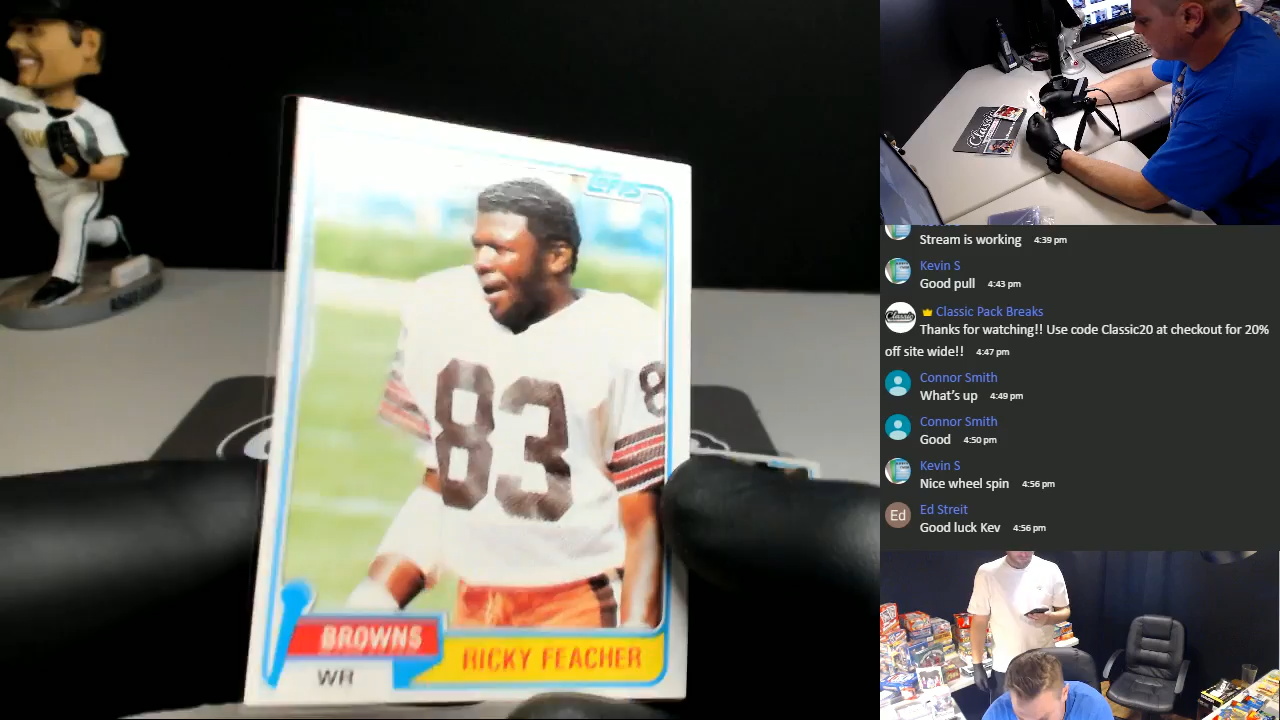 TOPPS
83
8
BROWNS
WR
RICKY FEACHER
Classic
Stream is working 4:39 pm
Kevin S
Good pull 4:43 pm
Classic Pack Breaks
Thanks for watching!! Use code Classic20 at checkout for 20%
off site wide!! 4:47 pm
Connor Smith
What's up 4:49 pm
Connor Smith
Good 4:50 pm
Kevin S
Nice wheel spin 4:56 pm
Ed Streit
Ed
Good luck Kev 4:56 pm